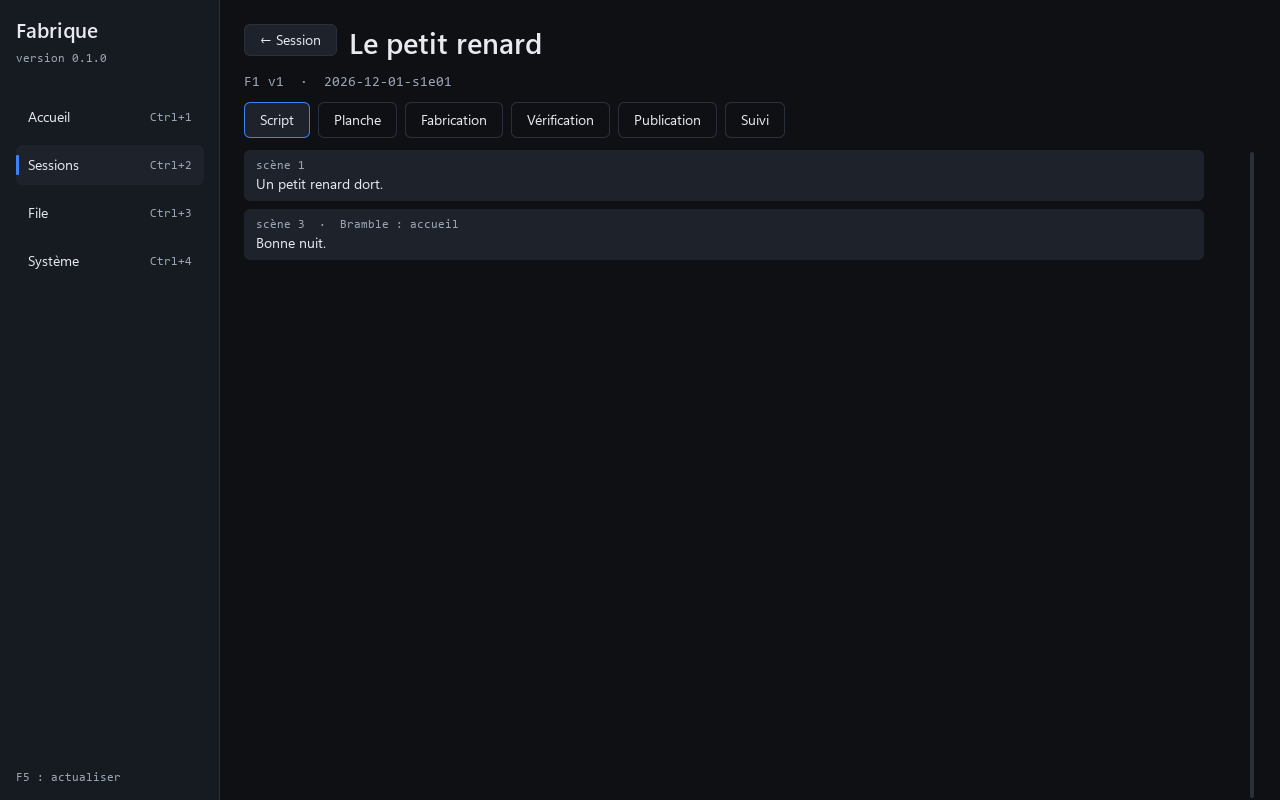 Fabrique
version 0.1.0
Accueil Ctrl+1
Sessions Ctrl+2
File Ctrl+3
Système Ctrl+4
F5 : actualiser
← Session
Le petit renard
F1 v1 · 2026-12-01-s1e01
Script Planche Fabrication Vérification Publication Suivi
scène 1
Un petit renard dort.
scène 3 · Bramble : accueil
Bonne nuit.